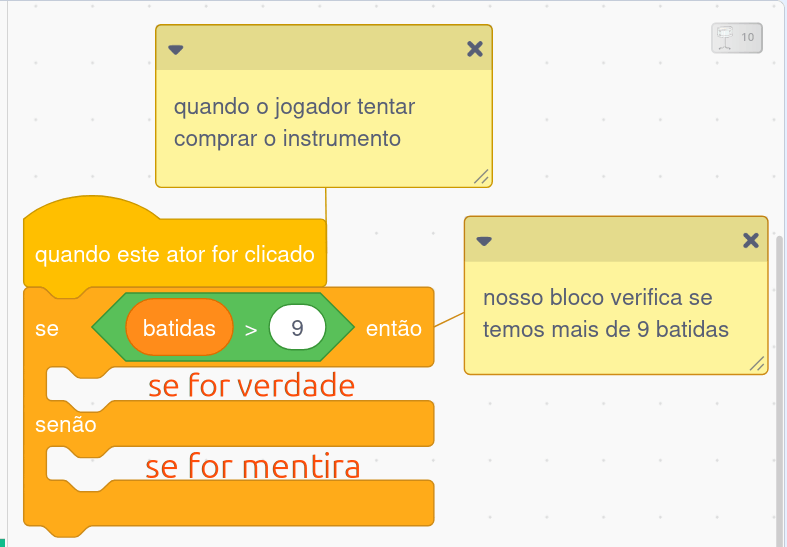 quando o jogador tentar
comprar o instrumento
10
quando este ator for clicado
nosso bloco verifica se
temos mais de 9 batidas
se batidas > 9 então
se for verdade
senão
se for mentira